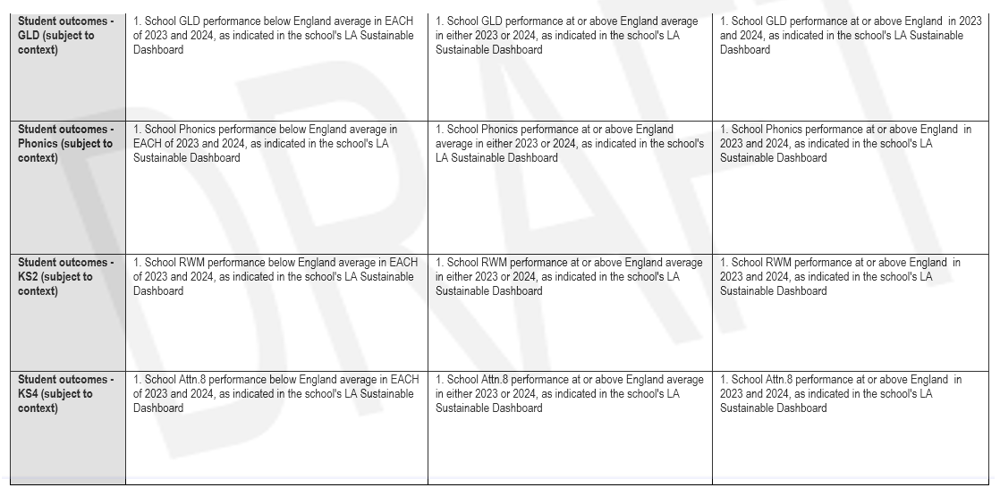 Student outcomes -
GLD (subject to
context)
1. School GLD performance below England average in EACH
of 2023 and 2024, as indicated in the school's LA Sustainable
Dashboard
1. School GLD performance at or above England average
in either 2023 or 2024, as indicated in the school's LA
Sustainable Dashboard
1. School GLD performance at or above England  in 2023
and 2024, as indicated in the school's LA Sustainable
Dashboard
Student outcomes -
Phonics (subject to
context)
1. School Phonics performance below England average in
EACH of 2023 and 2024, as indicated in the school's LA
Sustainable Dashboard
1. School Phonics performance at or above England
average in either 2023 or 2024, as indicated in the school's
LA Sustainable Dashboard
1. School Phonics performance at or above England  in
2023 and 2024, as indicated in the school's LA
Sustainable Dashboard
Student outcomes -
KS2 (subject to
context)
1. School RWM performance below England average in EACH
of 2023 and 2024, as indicated in the school's LA Sustainable
Dashboard
1. School RWM performance at or above England average
in either 2023 or 2024, as indicated in the school's LA
Sustainable Dashboard
1. School RWM performance at or above England  in
2023 and 2024, as indicated in the school's LA
Sustainable Dashboard
Student outcomes -
KS4 (subject to
context)
1. School Attn.8 performance below England average in EACH
of 2023 and 2024, as indicated in the school's LA Sustainable
Dashboard
1. School Attn.8 performance at or above England average
in either 2023 or 2024, as indicated in the school's LA
Sustainable Dashboard
1. School Attn.8 performance at or above England  in
2023 and 2024, as indicated in the school's LA
Sustainable Dashboard
DRAFT